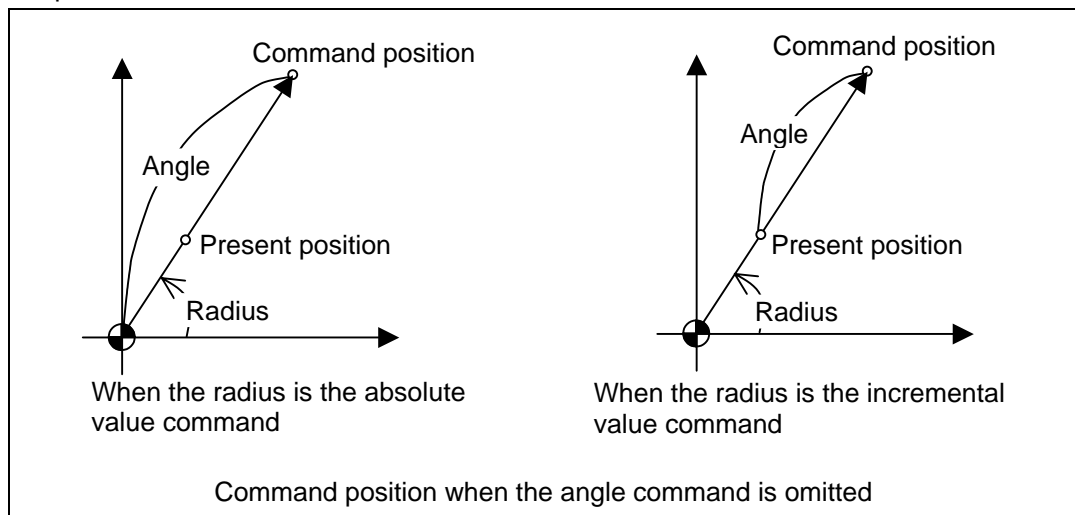 Command position
Angle
Present position
Radius
When the radius is the absolute
value command
Command position
Angle
Present position
Radius
When the radius is the incremental
value command
Command position when the angle command is omitted